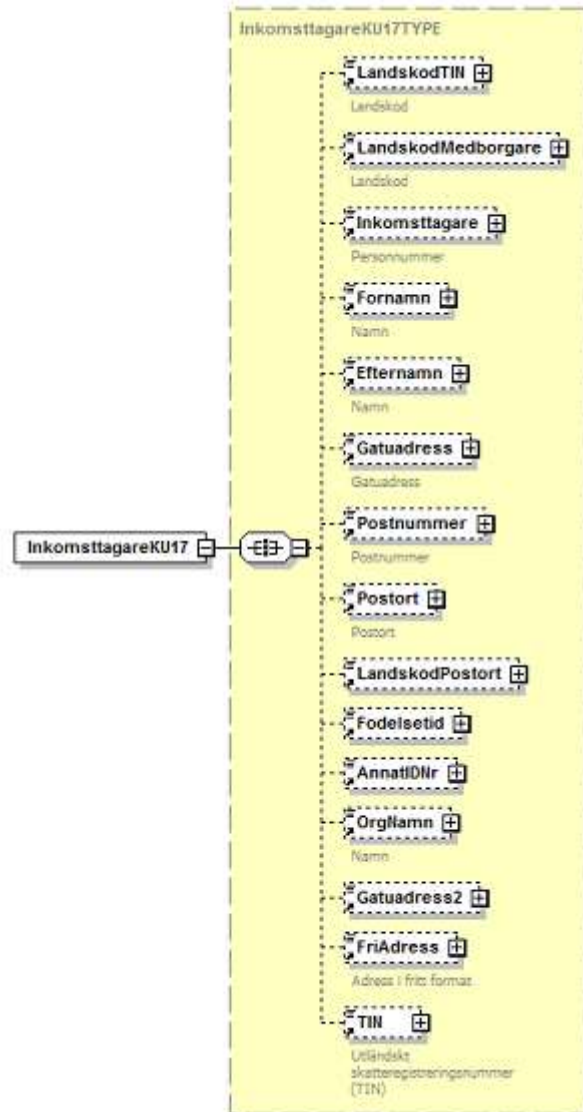 InkomsttagareKU17TYPE
LandskodTIN
Landskod
LandskodMedborgare
Landskod
Inkomsttagare
Personnummer
Fornamn
Namn
Efternamn
Namn
Gatuadress
Gatuadress
InkomsttagareKU17
Postnummer
Postnummer
Postort
Postort
LandskodPostort
Fodelsetid
AnnatIDNr
OrgNamn
Namn
Gatuadress2
FriAdress
Adress i fritt format
TIN
Utländskt
skatteregistreringsnummer
(TIN)